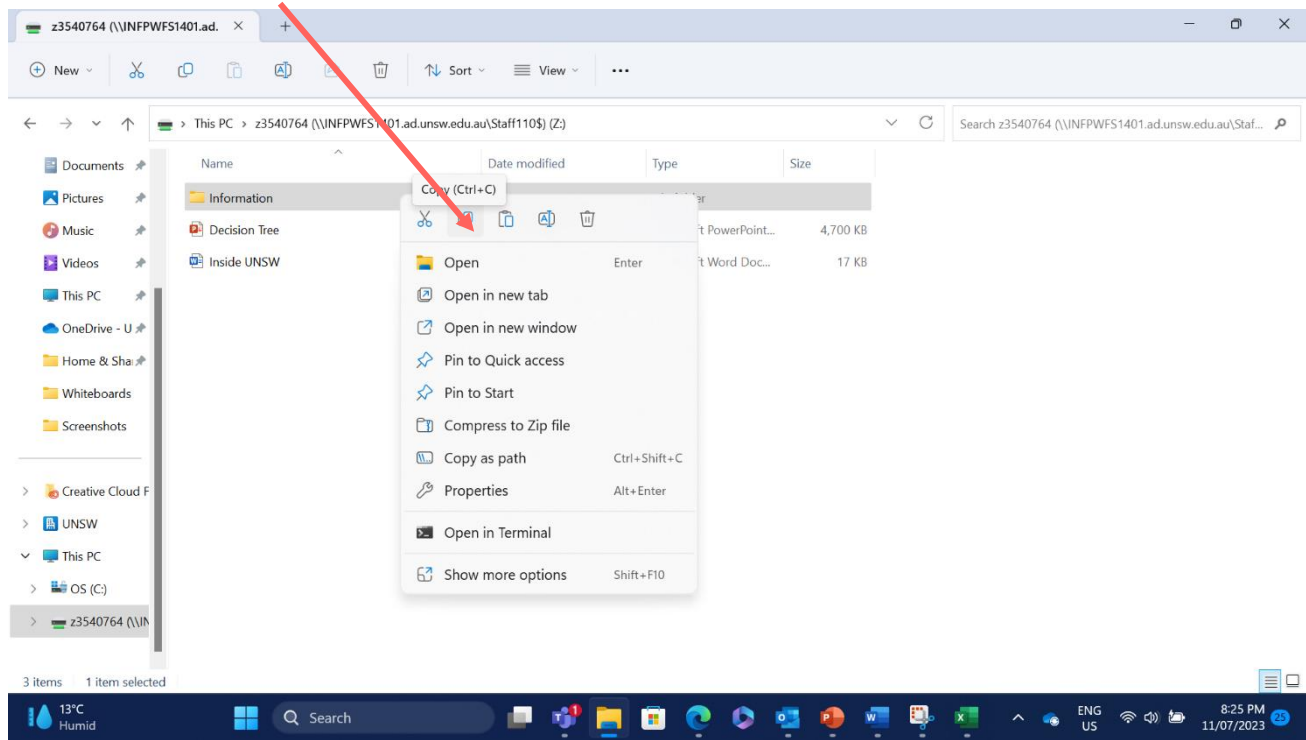 z3540764 (\\INFPWFS1401.ad.
New
Sort
View
This PC > z3540764 (\\INFPWFS1401.ad.unsw.edu.au\Staff110$) (Z:)
Search z3540764 (\\INFPWFS1401.ad.unsw.edu.au\Staf...
Documents
Name
Date modified
Type
Size
Pictures
Information
Copy (Ctrl+C)
er
Music
Decision Tree
t PowerPoint...
4,700 KB
Videos
Inside UNSW
Open
Enter
t Word Doc...
17 KB
This PC
Open in new tab
OneDrive - U
Open in new window
Home & Sha
Pin to Quick access
Whiteboards
Pin to Start
Screenshots
Compress to Zip file
Copy as path
Ctrl+Shift+C
Creative Cloud F
Properties
Alt+Enter
UNSW
Open in Terminal
This PC
OS (C:)
Show more options
Shift+F10
z3540764 (\\IN
3 items
1 item selected
13°C
Humid
Search
1
ENG
US
8:25 PM
11/07/2023
25